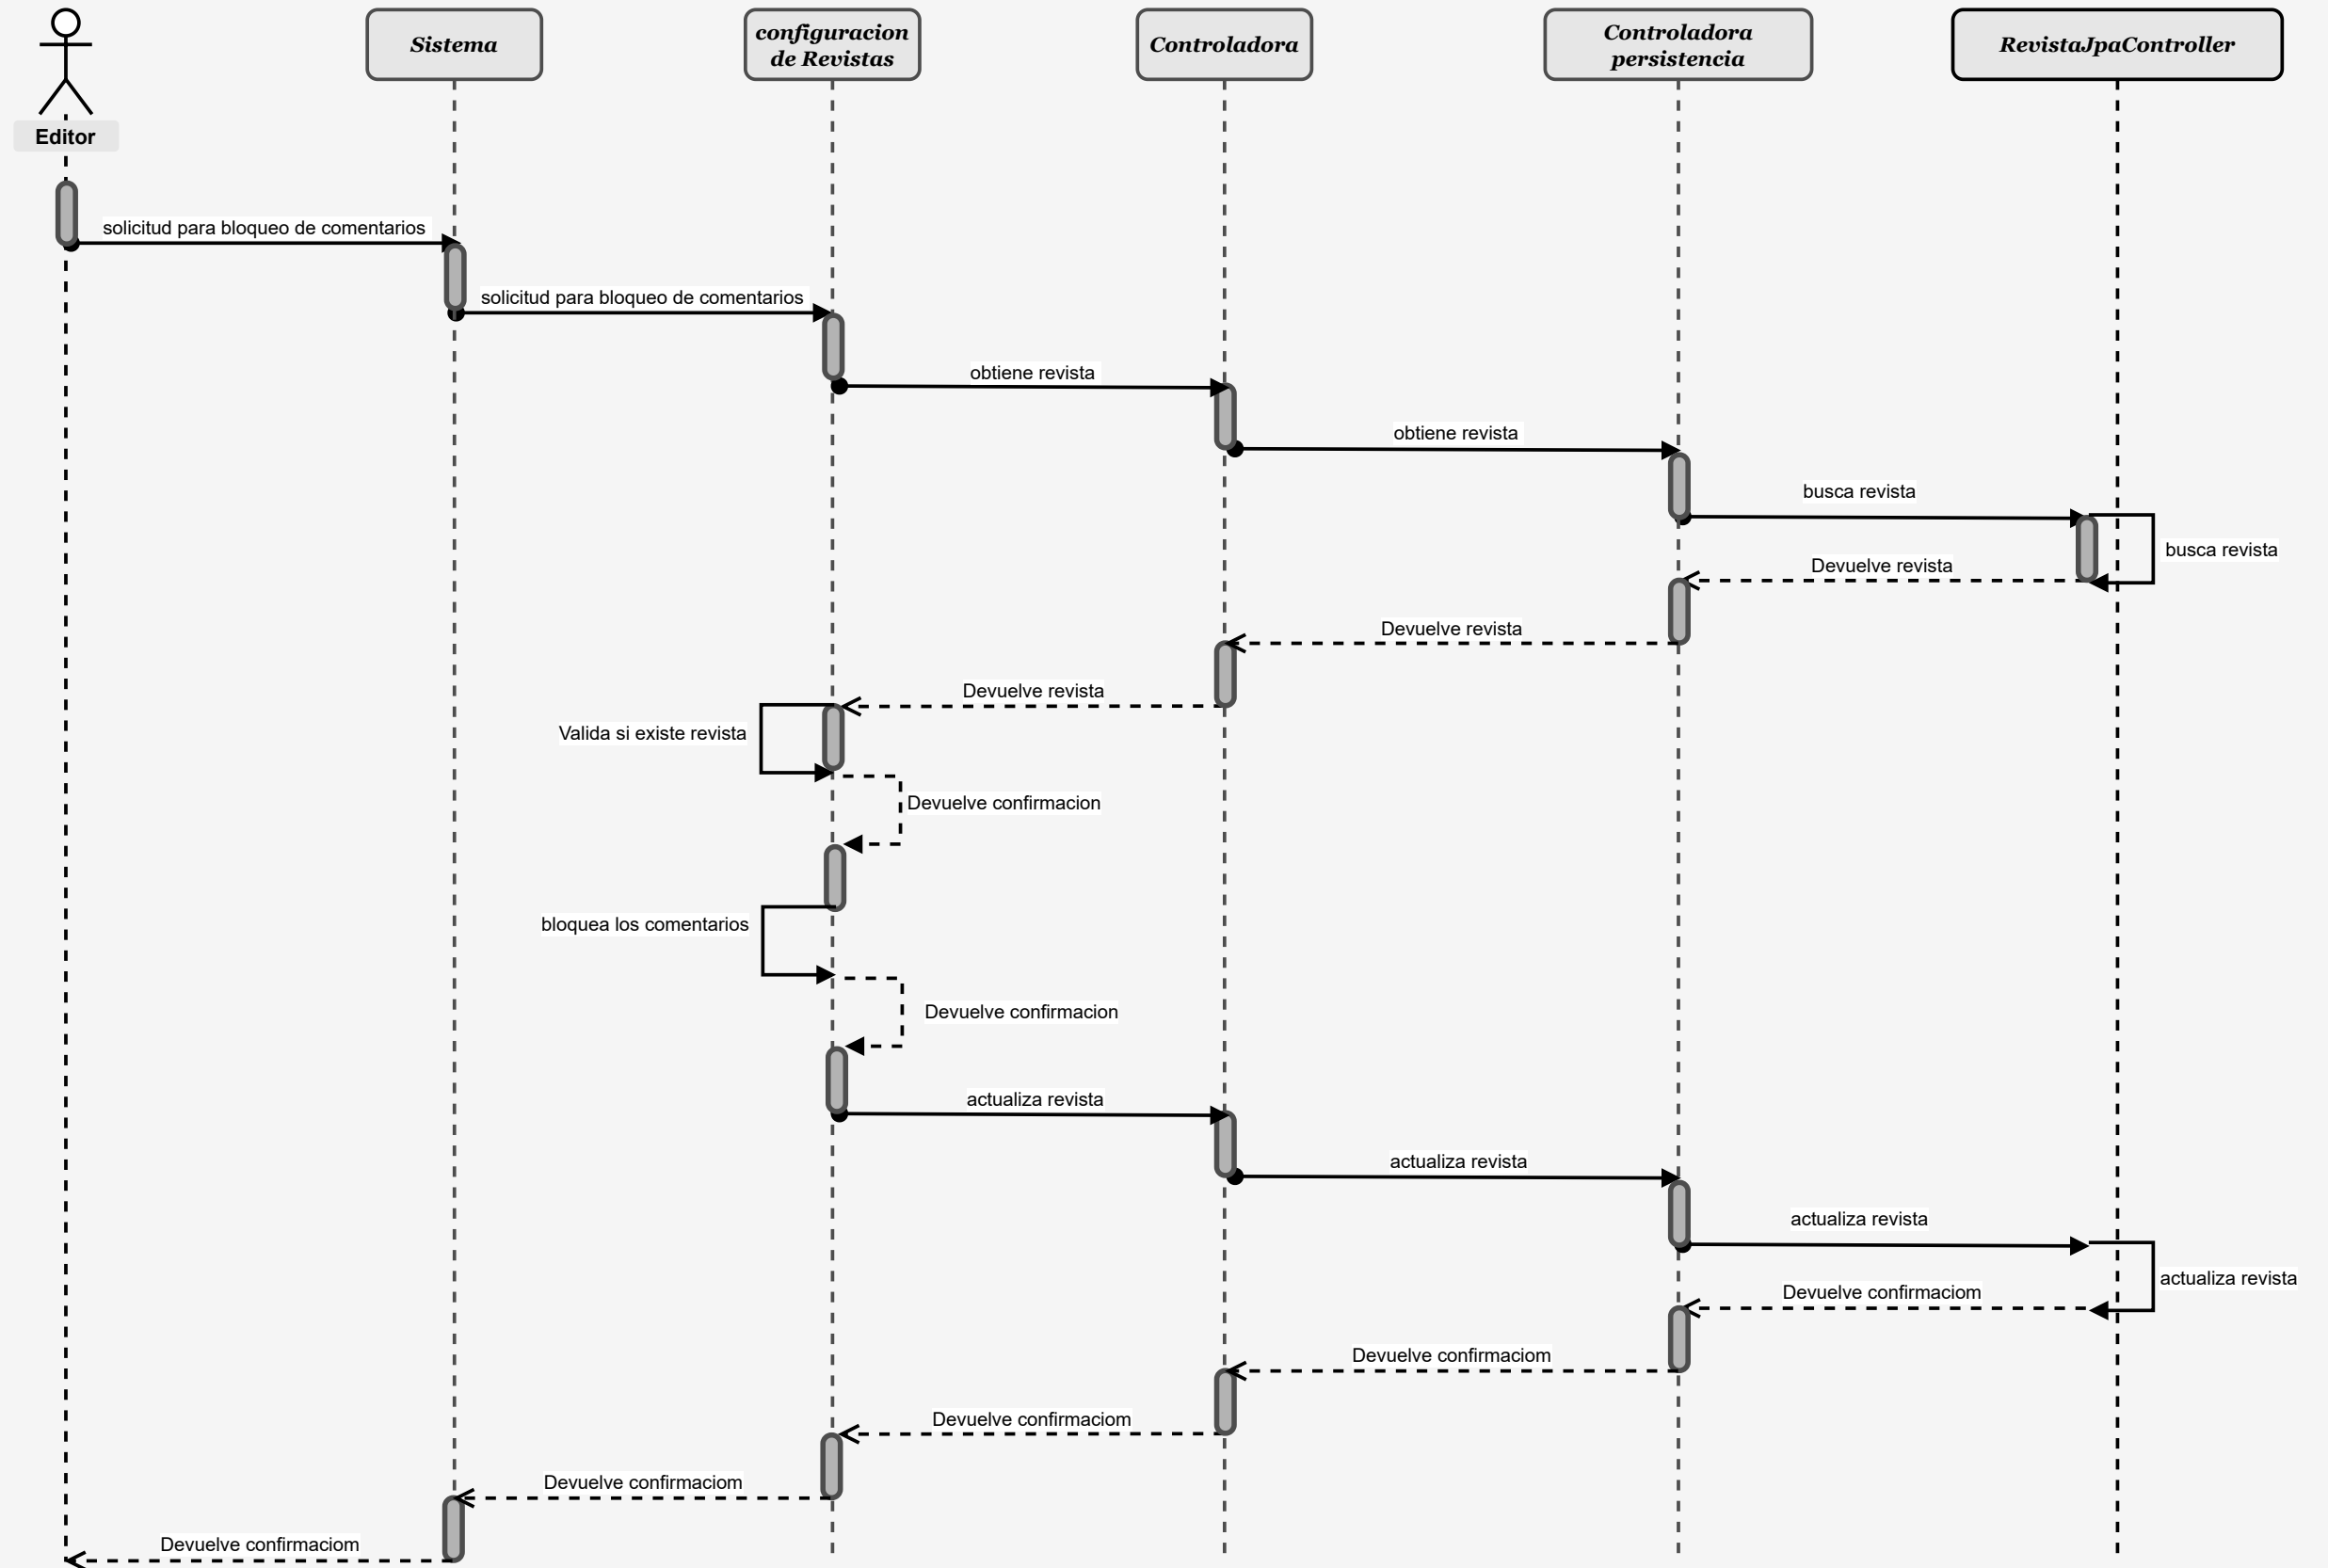 Sistema
configuracion
de Revistas
Controladora
Controladora
persistencia
RevistaJpaController
Editor
solicitud para bloqueo de comentarios
solicitud para bloqueo de comentarios
obtiene revista
obtiene revista
busca revista
busca revista
Devuelve revista
Devuelve revista
Devuelve revista
Valida si existe revista
Devuelve confirmacion
bloquea los comentarios
Devuelve confirmacion
actualiza revista
actualiza revista
actualiza revista
actualiza revista
Devuelve confirmaciom
Devuelve confirmaciom
Devuelve confirmaciom
Devuelve confirmaciom
Devuelve confirmaciom